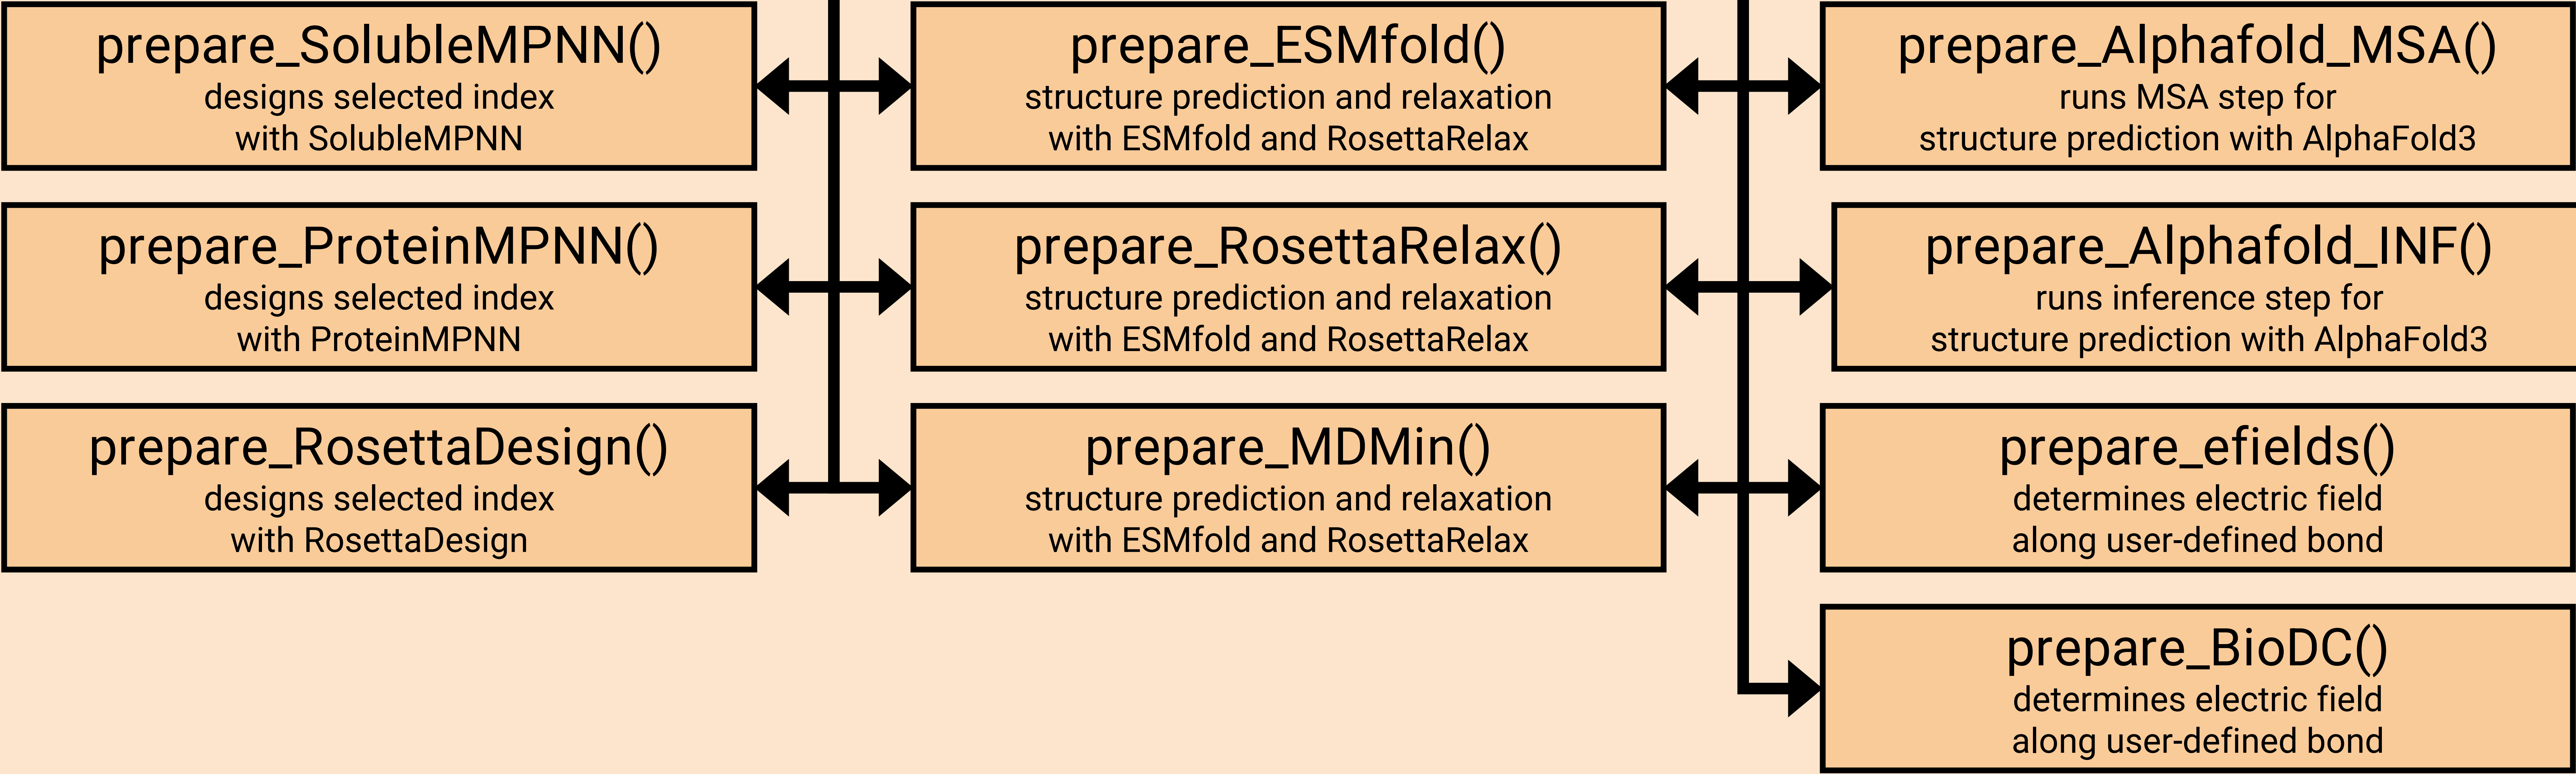 prepare_SolubleMPNN()
designs selected index
with SolubleMPNN
prepare_ESMfold()
structure prediction and relaxation
with ESMfold and RosettaRelax
prepare_Alphafold_MSA()
runs MSA step for
structure prediction with AlphaFold3
prepare_ProteinMPNN()
designs selected index
with ProteinMPNN
prepare_RosettaRelax()
structure prediction and relaxation
with ESMfold and RosettaRelax
prepare_Alphafold_INF()
runs inference step for
structure prediction with AlphaFold3
prepare_RosettaDesign()
designs selected index
with RosettaDesign
prepare_MDMin()
structure prediction and relaxation
with ESMfold and RosettaRelax
prepare_efields()
determines electric field
along user-defined bond
prepare_BioDC()
determines electric field
along user-defined bond